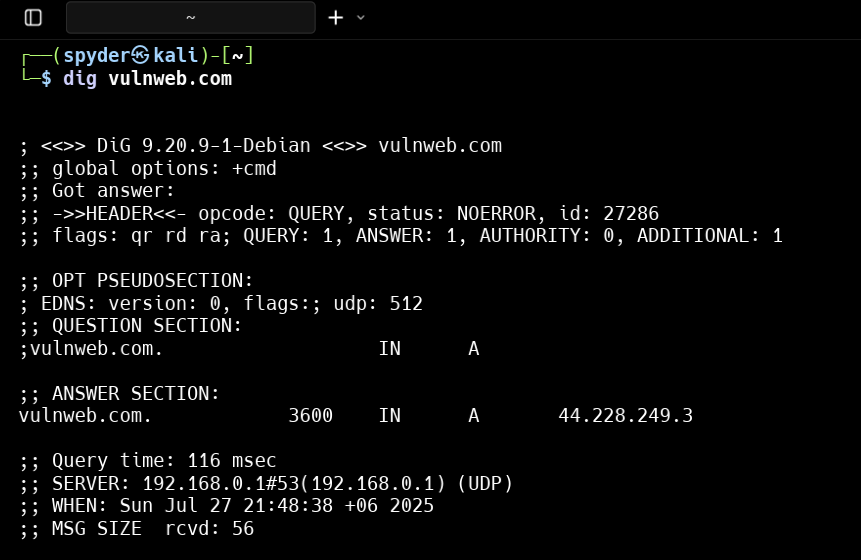 ~
┌──(spyder㉿kali)-[~]
└─$ dig vulnweb.com
; <<>> DiG 9.20.9-1-Debian <<>> vulnweb.com
;; global options: +cmd
;; Got answer:
;; ->>HEADER<<- opcode: QUERY, status: NOERROR, id: 27286
;; flags: qr rd ra; QUERY: 1, ANSWER: 1, AUTHORITY: 0, ADDITIONAL: 1
;; OPT PSEUDOSECTION:
; EDNS: version: 0, flags:; udp: 512
;; QUESTION SECTION:
;vulnweb.com. IN A
;; ANSWER SECTION:
vulnweb.com. 3600 IN A 44.228.249.3
;; Query time: 116 msec
;; SERVER: 192.168.0.1#53(192.168.0.1) (UDP)
;; WHEN: Sun Jul 27 21:48:38 +06 2025
;; MSG SIZE  rcvd: 56